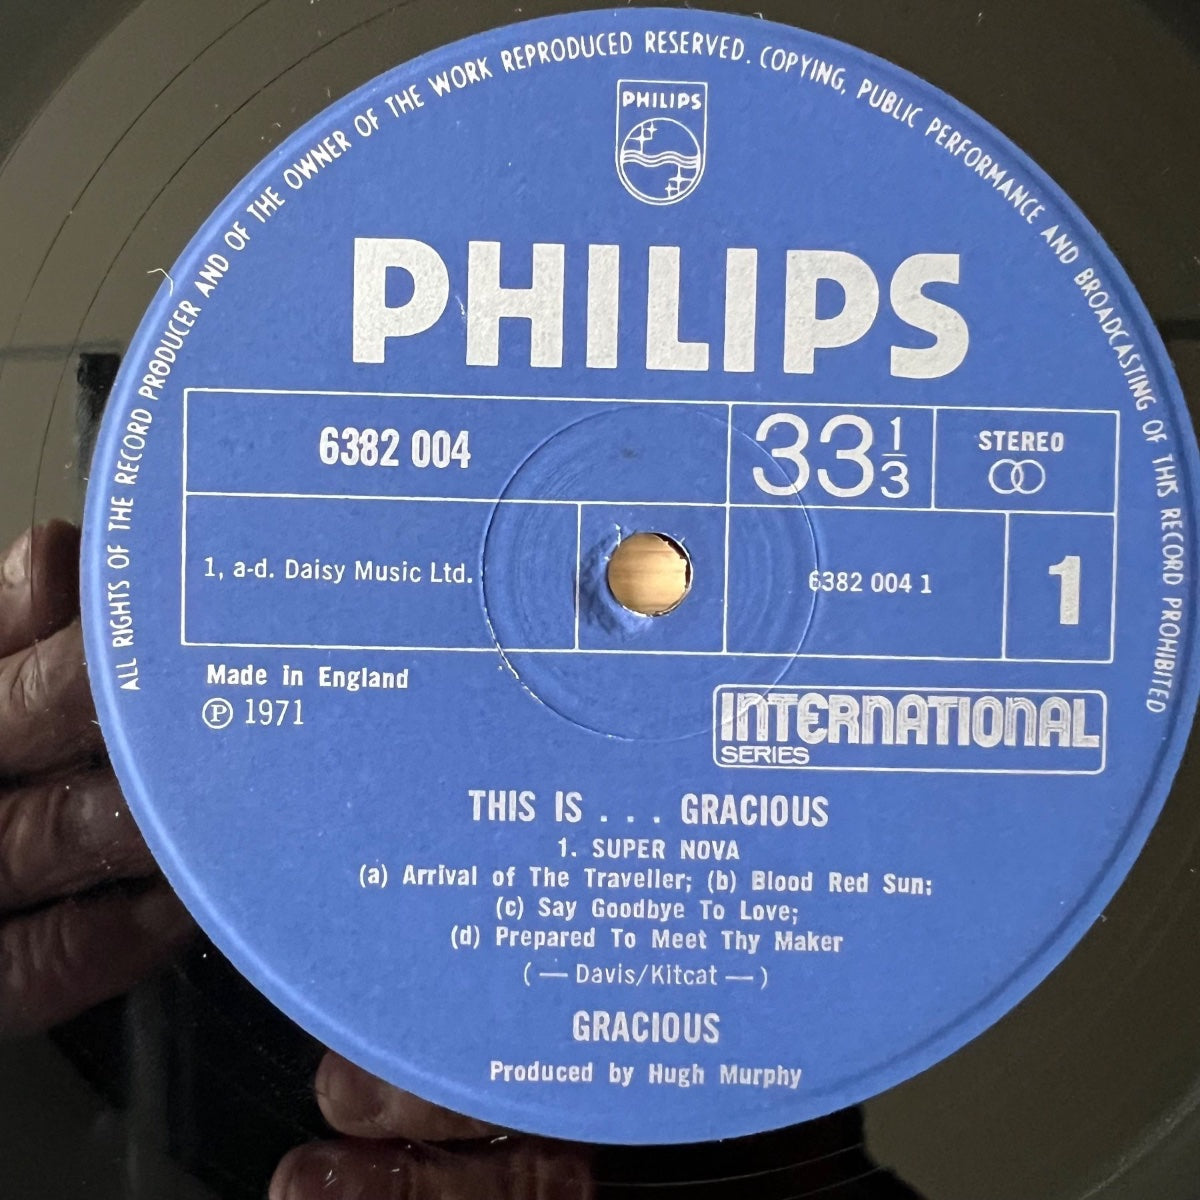 ALL RIGHTS OF THE RECORD PRODUCER AND OF THE OWNER OF THE WORK REPRODUCED RESERVED. COPYING, PUBLIC PERFORMANCE AND BROADCASTING OF THIS RECORD PROHIBITED
PHILIPS
PHILIPS
6382 004
33 1/3
STEREO
1, a-d. Daisy Music Ltd.
6382 004 1
1
Made in England
Ⓟ 1971
INTERNATIONAL
SERIES
THIS IS . . . GRACIOUS
1. SUPER NOVA
(a) Arrival of The Traveller; (b) Blood Red Sun;
(c) Say Goodbye To Love;
(d) Prepared To Meet Thy Maker
( — Davis/Kitcat — )
GRACIOUS
Produced by Hugh Murphy